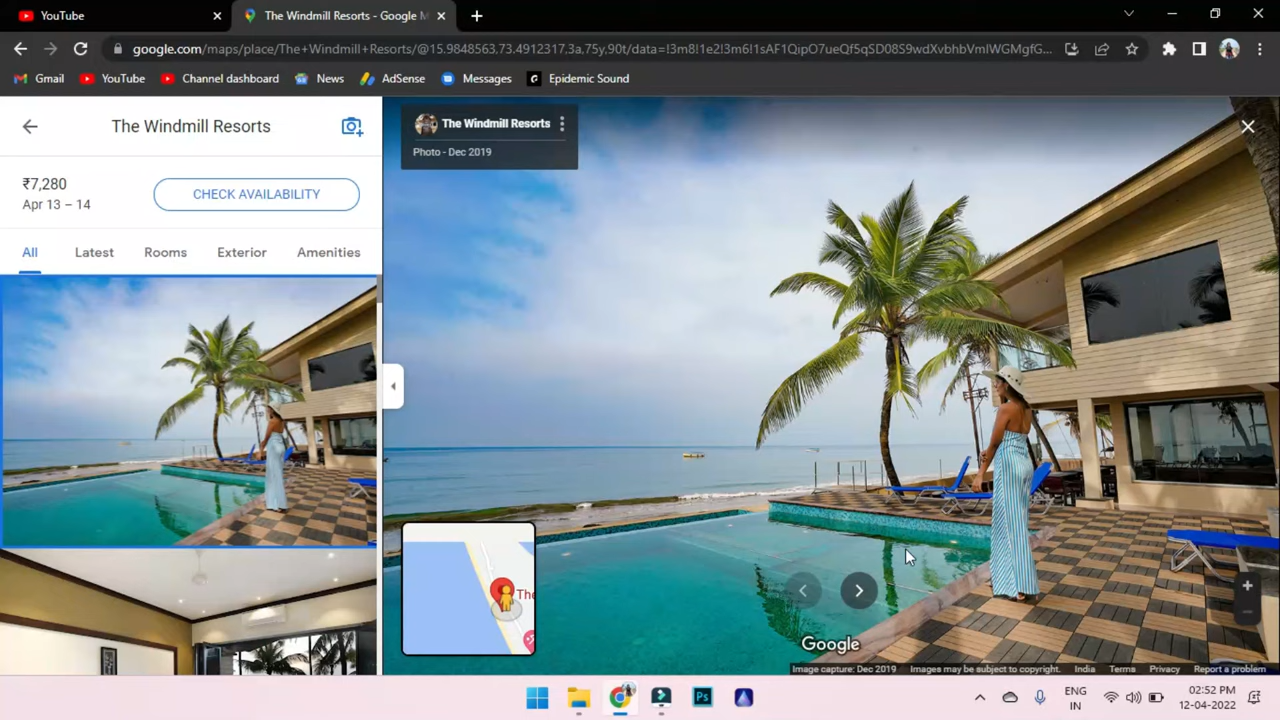 YouTube
The Windmill Resorts - Google M
google.com/maps/place/The+Windmill+Resorts/@15.9848563,73.4912317,3a,75y,90t/data=!3m8!1e2!3m6!1sAF1QipO7ueQf5qSD08S9wdXvbhbVmIWGMgfG...
Gmail
YouTube
Channel dashboard
News
AdSense
Messages
Epidemic Sound
The Windmill Resorts
₹7,280
Apr 13 – 14
CHECK AVAILABILITY
All
Latest
Rooms
Exterior
Amenities
The Windmill Resorts
Photo - Dec 2019
The
Google
Image capture: Dec 2019
Images may be subject to copyright.
India
Terms
Privacy
Report a problem
Ps
ENG
IN
02:52 PM
12-04-2022